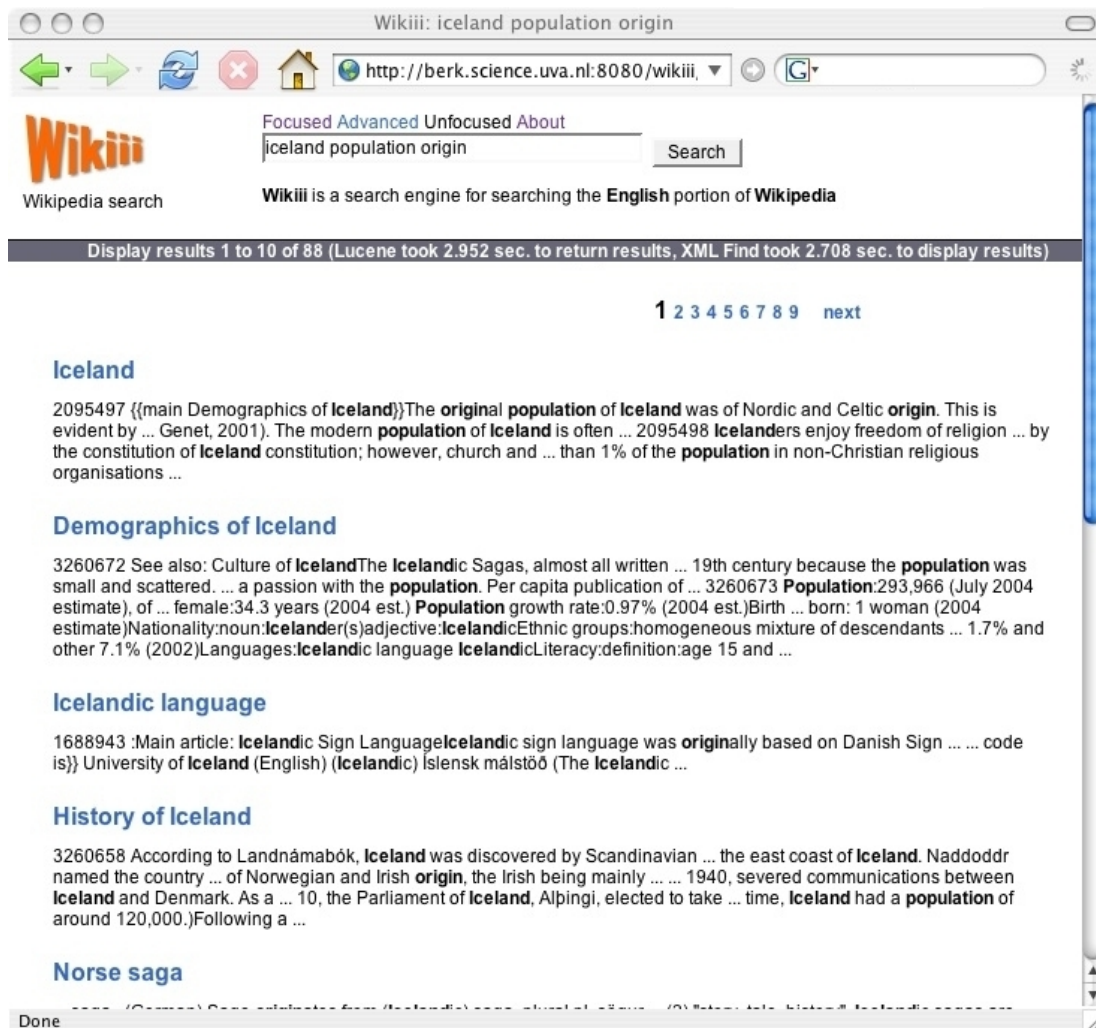 Wikiii: iceland population origin
http://berk.science.uva.nl:8080/wikiii,
G
Wikiii
Wikipedia search
Focused Advanced Unfocused About
iceland population origin
Search
Wikiii is a search engine for searching the English portion of Wikipedia
Display results 1 to 10 of 88 (Lucene took 2.952 sec. to return results, XML Find took 2.708 sec. to display results)
1 2 3 4 5 6 7 8 9 next
Iceland
2095497 {{main Demographics of Iceland}}The original population of Iceland was of Nordic and Celtic origin. This is
evident by ... Genet, 2001). The modern population of Iceland is often ... 2095498 Icelanders enjoy freedom of religion ... by
the constitution of Iceland constitution; however, church and ... than 1% of the population in non-Christian religious
organisations ...
Demographics of Iceland
3260672 See also: Culture of IcelandThe Icelandic Sagas, almost all written ... 19th century because the population was
small and scattered. ... a passion with the population. Per capita publication of ... 3260673 Population:293,966 (July 2004
estimate), of ... female:34.3 years (2004 est.) Population growth rate:0.97% (2004 est.)Birth ... born: 1 woman (2004
estimate)Nationality:noun:Icelander(s)adjective:IcelandicEthnic groups:homogeneous mixture of descendants ... 1.7% and
other 7.1% (2002)Languages:Icelandic language IcelandicLiteracy:definition:age 15 and ...
Icelandic language
1688943 :Main article: Icelandic Sign LanguageIcelandic sign language was originally based on Danish Sign ... ... code
is}} University of Iceland (English) (Icelandic) Íslensk málstöð (The Icelandic ...
History of Iceland
3260658 According to Landnámabók, Iceland was discovered by Scandinavian ... the east coast of Iceland. Naddoddr
named the country ... of Norwegian and Irish origin, the Irish being mainly ... ... 1940, severed communications between
Iceland and Denmark. As a ... 10, the Parliament of Iceland, Alþingi, elected to take ... time, Iceland had a population of
around 120,000.)Following a ...
Norse saga
Done